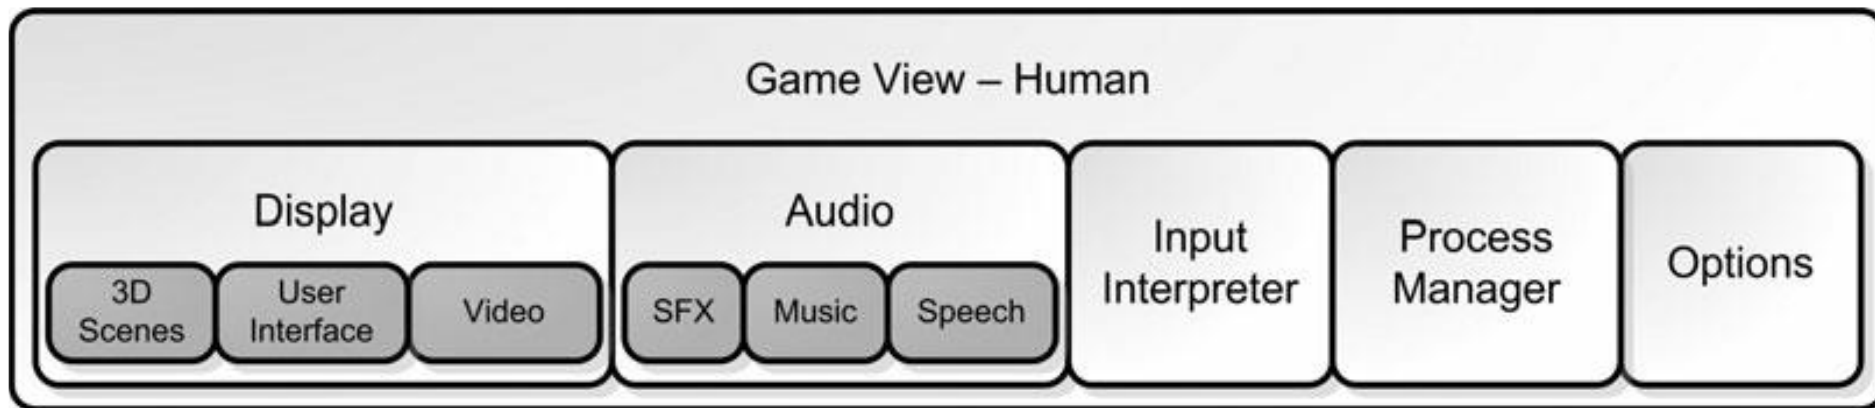 Game View – Human
Display
3D
Scenes
User
Interface
Video
Audio
SFX
Music
Speech
Input
Interpreter
Process
Manager
Options